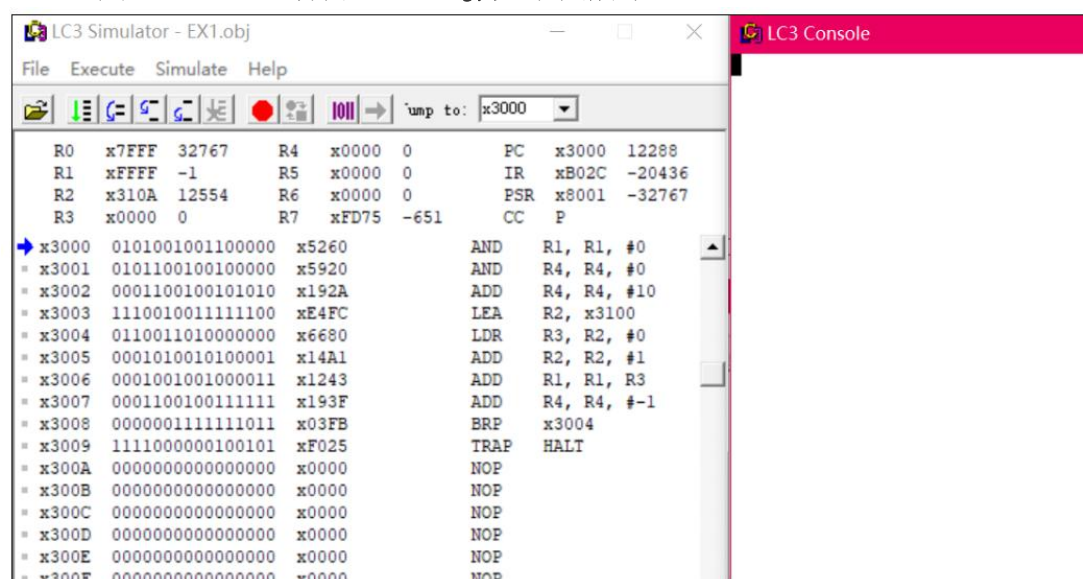 LC3 Simulator - EX1.obj
LC3 Console
File Execute Simulate Help
ump to: x3000
R0 x7FFF 32767 R4 x0000 0 PC x3000 12288
R1 xFFFF -1 R5 x0000 0 IR xB02C -20436
R2 x310A 12554 R6 x0000 0 PSR x8001 -32767
R3 x0000 0 R7 xFD75 -651 CC P
x3000 0101001001100000 x5260 AND R1, R1, #0
x3001 0101100100100000 x5920 AND R4, R4, #0
x3002 0001100100101010 x192A ADD R4, R4, #10
x3003 1110010011111100 xE4FC LEA R2, x3100
x3004 0110011010000000 x6680 LDR R3, R2, #0
x3005 0001010010100001 x14A1 ADD R2, R2, #1
x3006 0001001001000011 x1243 ADD R1, R1, R3
x3007 0001100100111111 x193F ADD R4, R4, #-1
x3008 0000001111111011 x03FB BRP x3004
x3009 1111000000100101 xF025 TRAP HALT
x300A 0000000000000000 x0000 NOP
x300B 0000000000000000 x0000 NOP
x300C 0000000000000000 x0000 NOP
x300D 0000000000000000 x0000 NOP
x300E 0000000000000000 x0000 NOP
x300F 0000000000000000 x0000 NOP